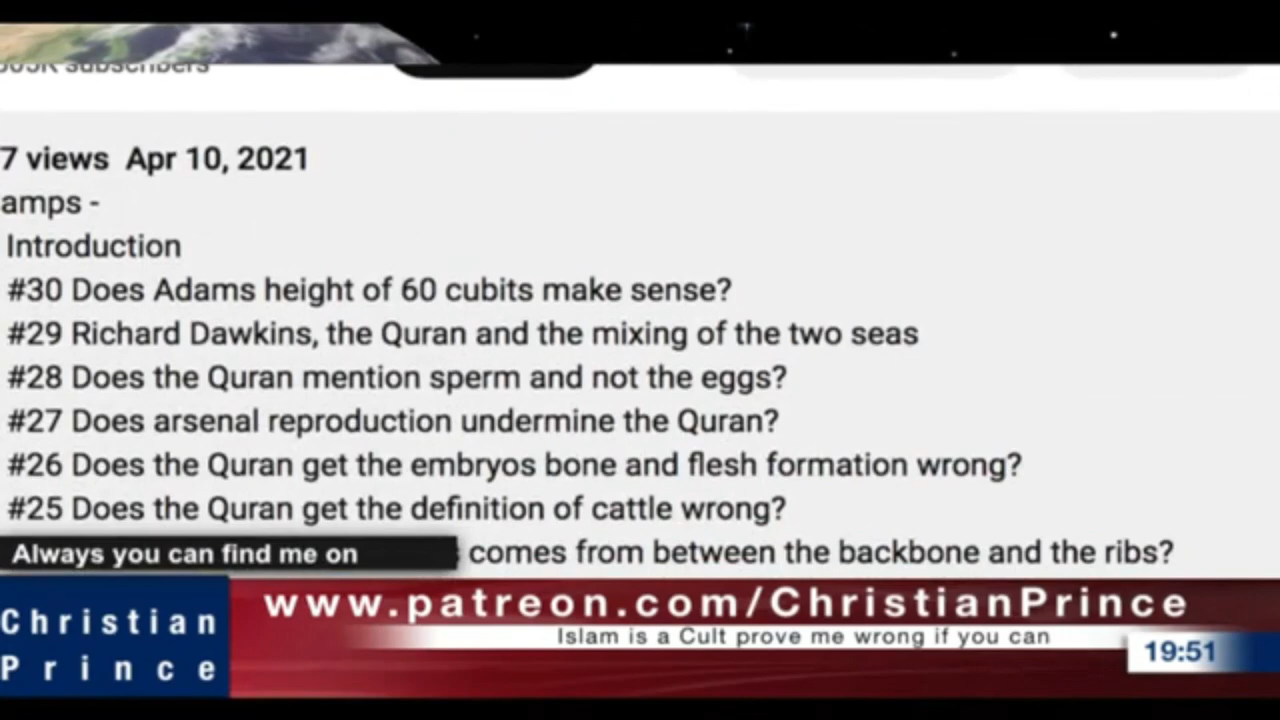 subscribers
7 views Apr 10, 2021
amps -
Introduction
#30 Does Adams height of 60 cubits make sense?
#29 Richard Dawkins, the Quran and the mixing of the two seas
#28 Does the Quran mention sperm and not the eggs?
#27 Does arsenal reproduction undermine the Quran?
#26 Does the Quran get the embryos bone and flesh formation wrong?
#25 Does the Quran get the definition of cattle wrong?
comes from between the backbone and the ribs?
Always you can find me on
www.patreon.com/ChristianPrince
Islam is a Cult prove me wrong if you can
Christian
Prince
19:51